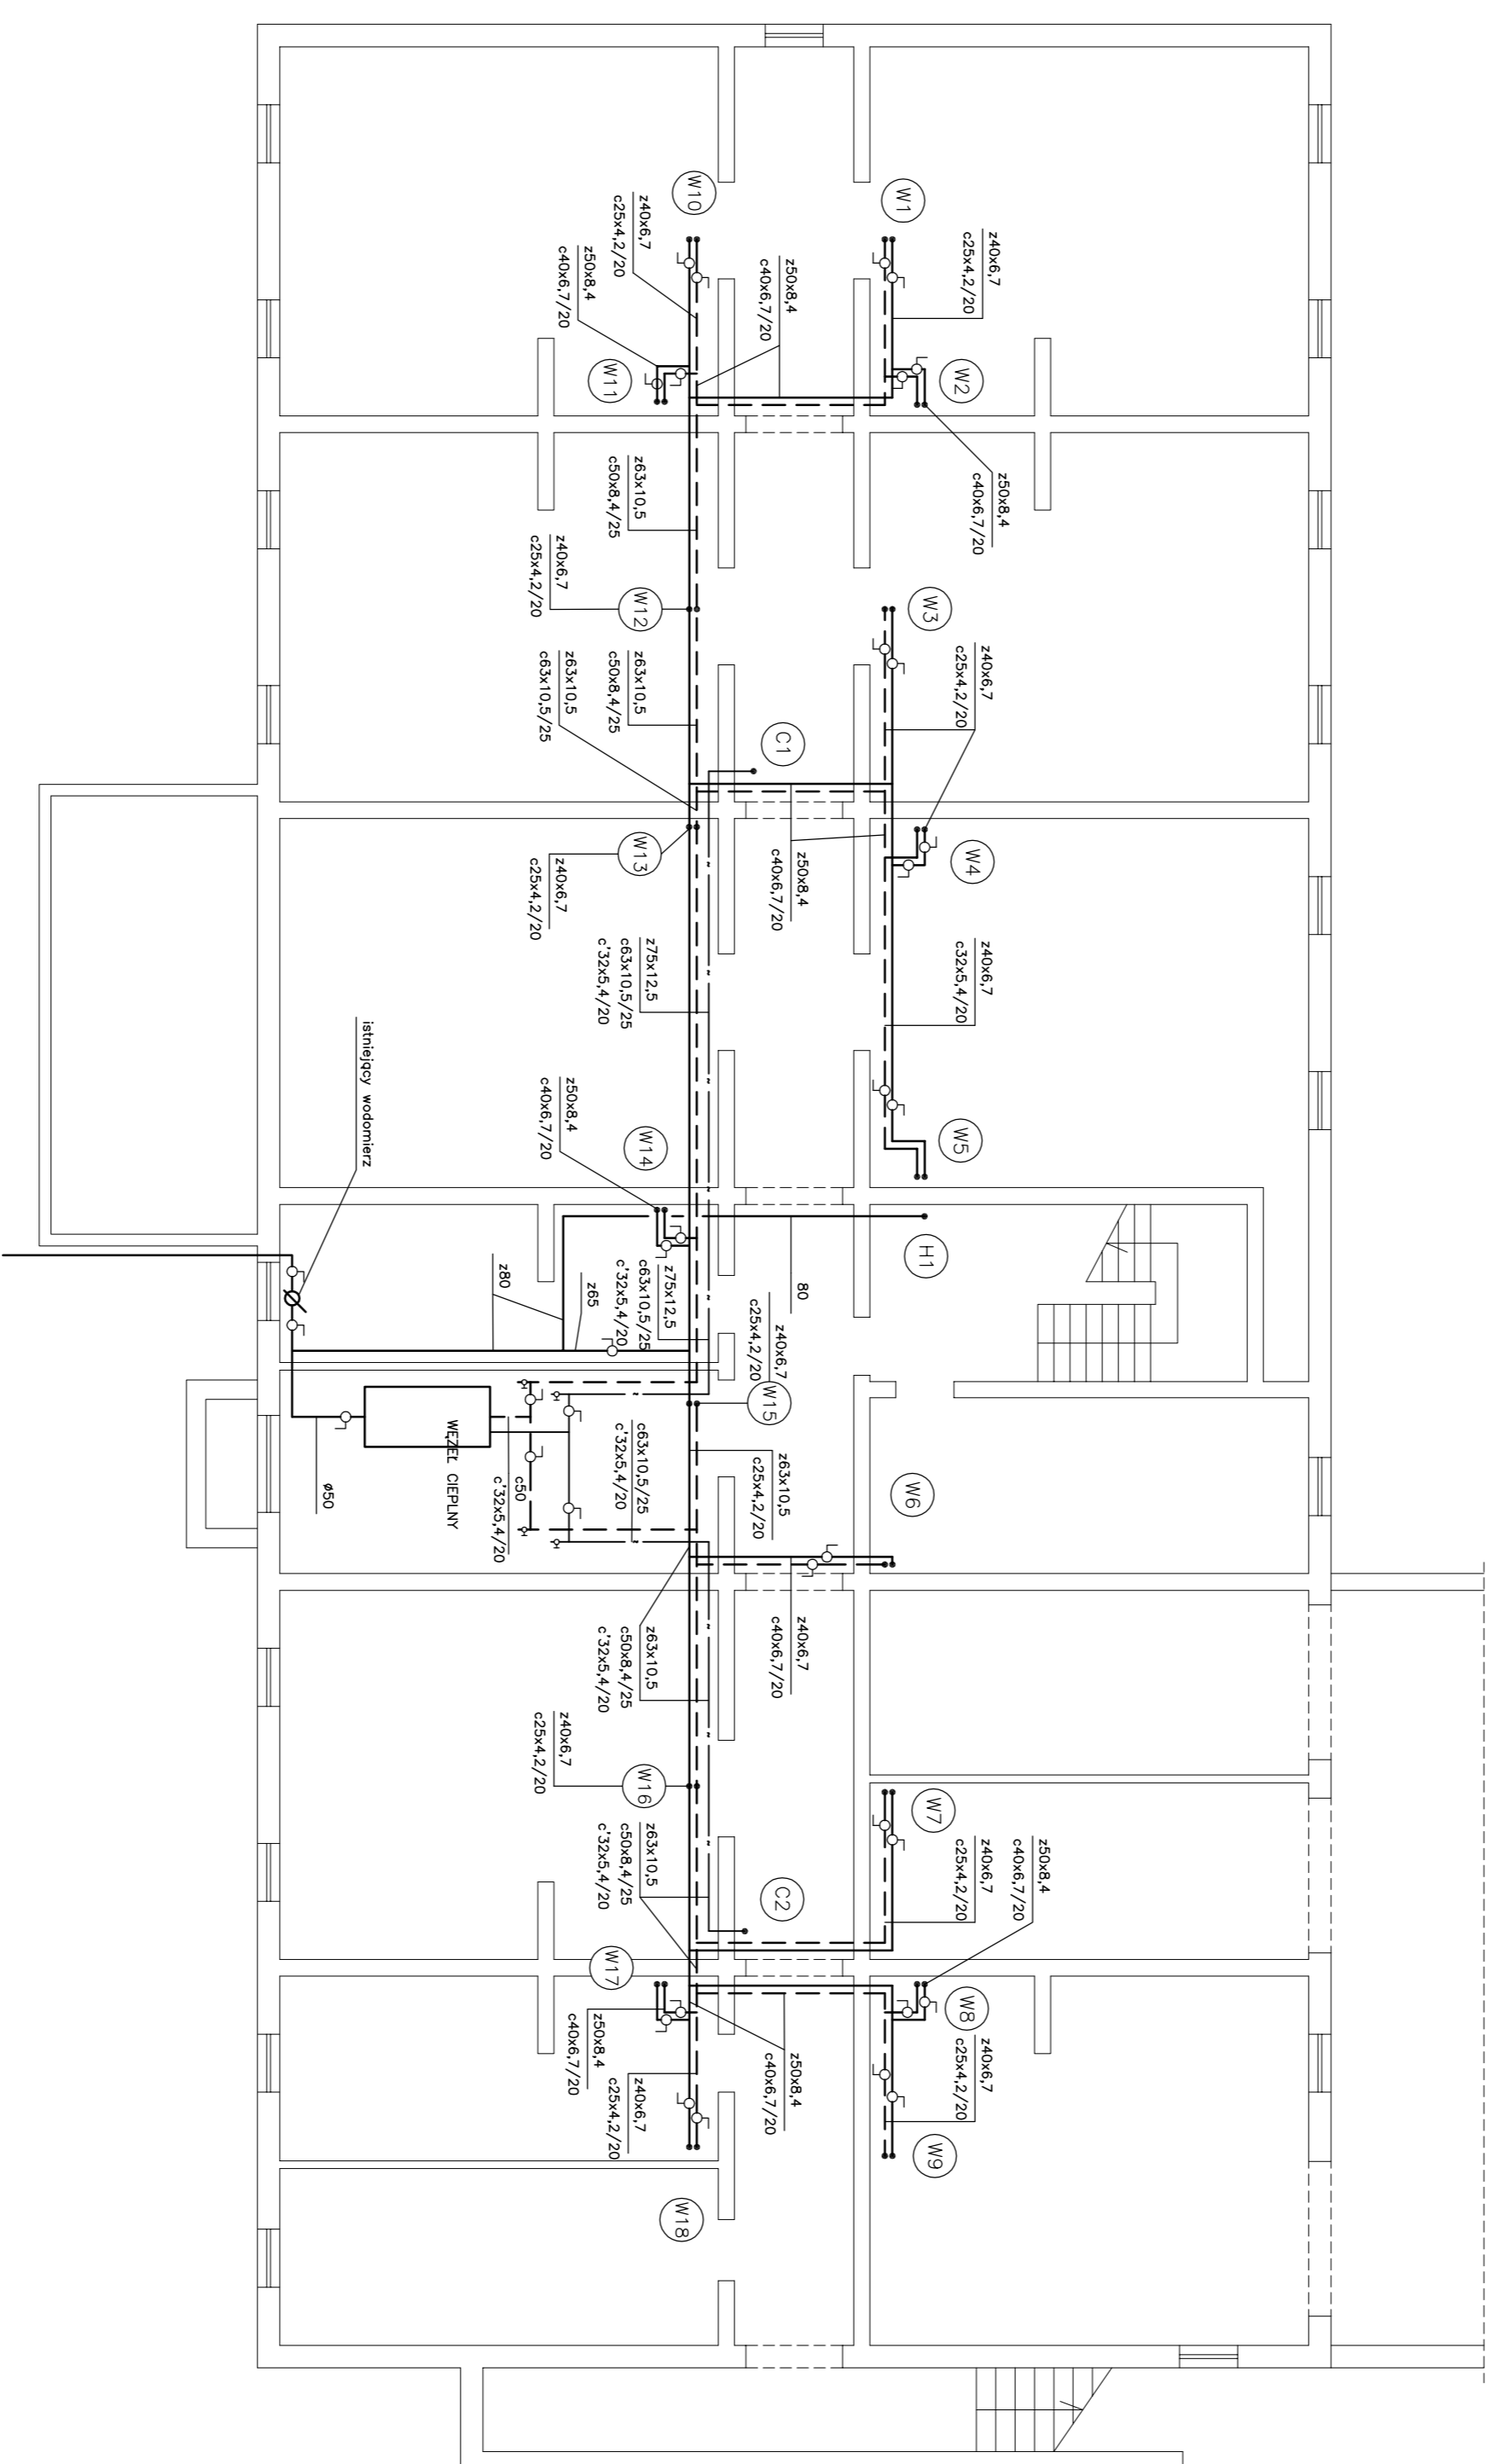 W1
z40x6,7
c25x4,2/20
W2
z50x8,4
c40x6,7/20
W3
z40x6,7
c25x4,2/20
W4
z40x6,7
c32x5,4/20
W5
H1
80
W6
z40x6,7
c40x6,7/20
W7
z40x6,7
c25x4,2/20
z50x8,4
c40x6,7/20
W8
z40x6,7
c25x4,2/20
W9
z50x8,4
c40x6,7/20
C1
z50x8,4
c40x6,7/20
z40x6,7
c25x4,2/20
W15
z63x10,5
c25x4,2/20
C2
z50x8,4
c40x6,7/20
W10
z40x6,7
c25x4,2/20
z50x8,4
c40x6,7/20
W11
z63x10,5
c50x8,4/25
z40x6,7
c25x4,2/20
W12
z63x10,5
c50x8,4/25
z63x10,5
c63x10,5/25
W13
z40x6,7
c25x4,2/20
z75x12,5
c63x10,5/25
c'32x5,4/20
W14
z50x8,4
c40x6,7/20
z75x12,5
c63x10,5/25
c'32x5,4/20
z65
z80
c63x10,5/25
c'32x5,4/20
c50
c'32x5,4/20
z63x10,5
c50x8,4/25
c'32x5,4/20
W16
z40x6,7
c25x4,2/20
z63x10,5
c50x8,4/25
c'32x5,4/20
W17
z50x8,4
c40x6,7/20
z40x6,7
c25x4,2/20
W18
istniejący wodomierz
WĘZEŁ CIEPLNY
ø50